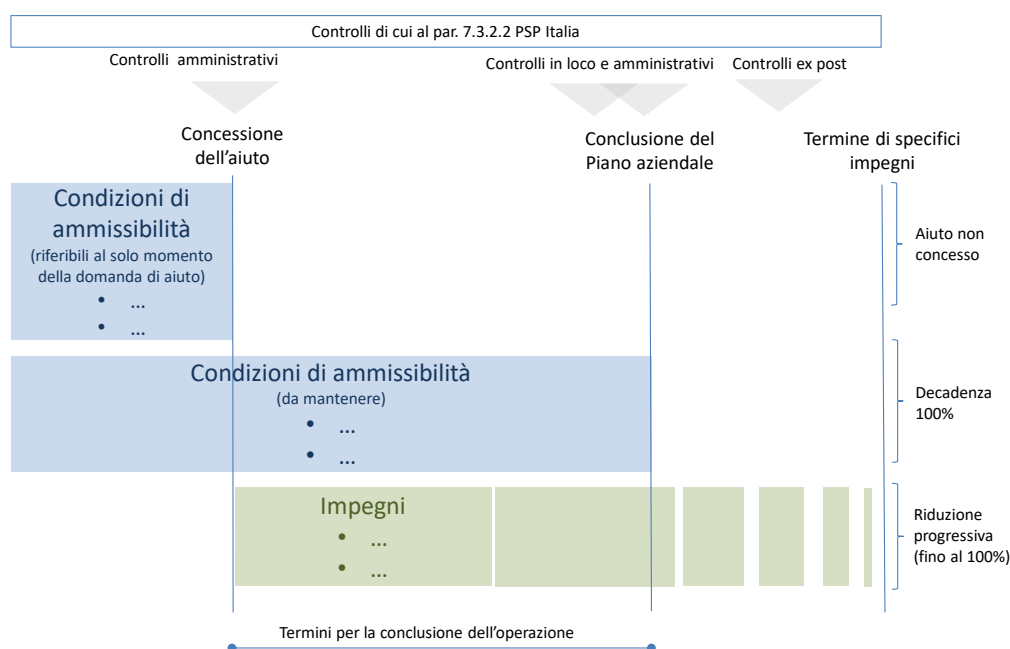 Controlli di cui al par. 7.3.2.2 PSP Italia
Controlli amministrativi
Controlli in loco e amministrativi
Controlli ex post
Concessione
dell'aiuto
Conclusione del
Piano aziendale
Termine di specifici
impegni
Condizioni di
ammissibilità
(riferibili al solo momento
della domanda di aiuto)
• ...
• ...
Aiuto non
concesso
Condizioni di ammissibilità
(da mantenere)
• ...
• ...
Decadenza
100%
Impegni
• ...
• ...
Riduzione
progressiva
(fino al 100%)
Termini per la conclusione dell'operazione